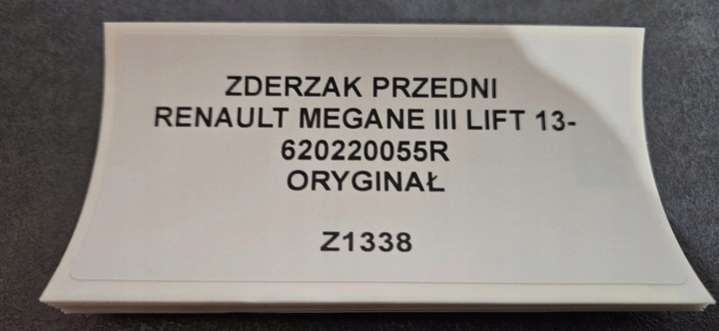 ZDERZAK PRZEDNI
RENAULT MEGANE III LIFT 13-
620220055R
ORYGINAŁ
Z1338